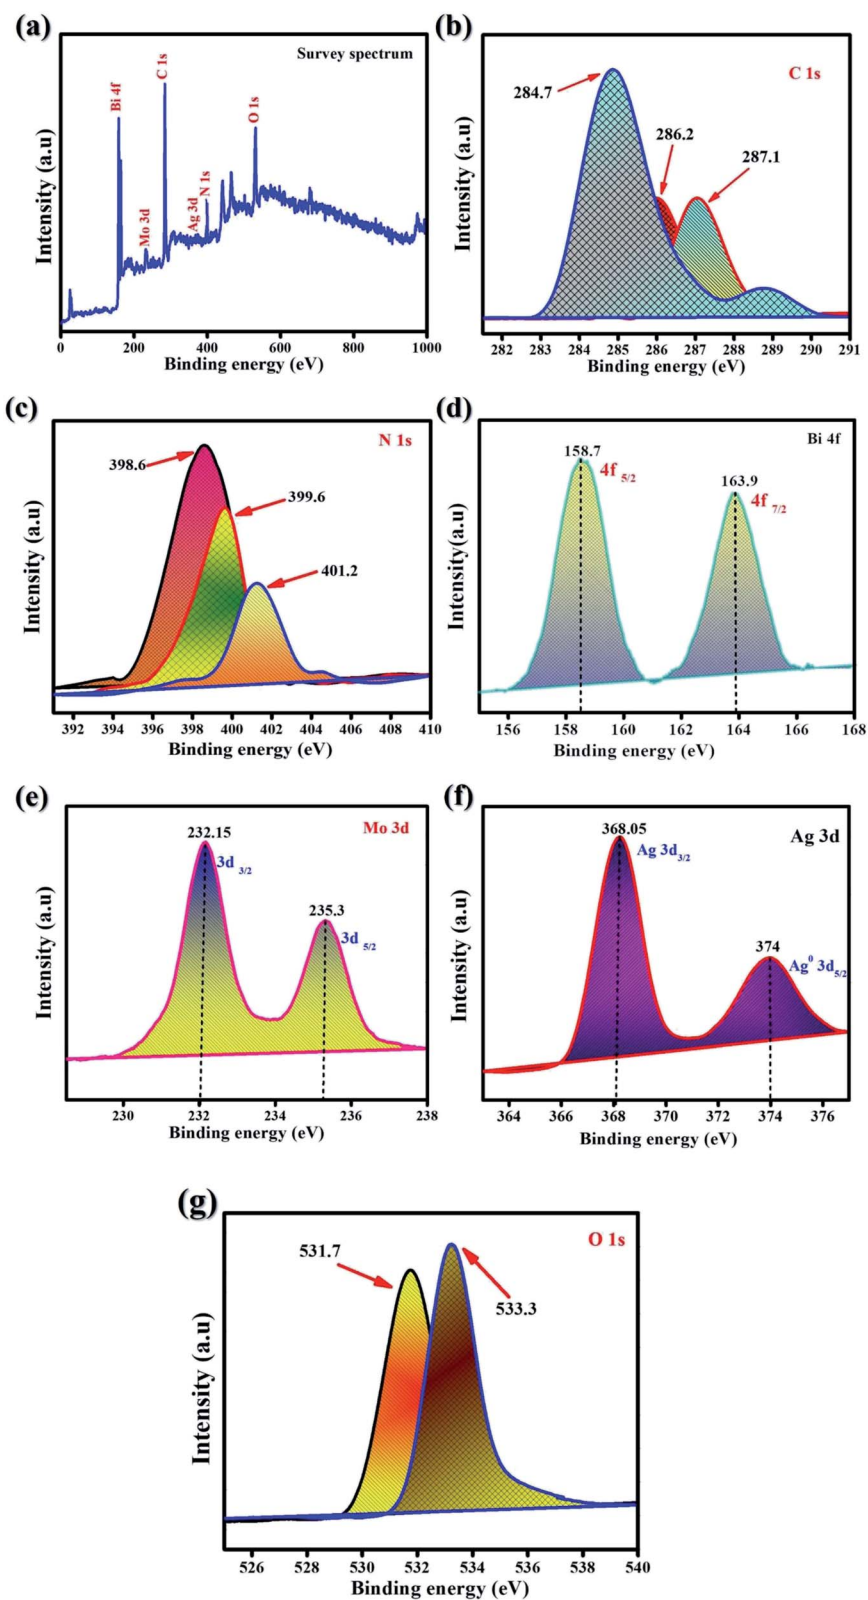 (a)
Survey spectrum
Bi 4f
Mo 3d
C 1s
Ag 3d
N 1s
O 1s
Intensity (a.u)
0 200 400 600 800 1000
Binding energy (eV)
(b)
C 1s
284.7
286.2
287.1
Intensity (a.u)
282 283 284 285 286 287 288 289 290 291
Binding energy (eV)
(c)
N 1s
398.6
399.6
401.2
Intensity (a.u)
392 394 396 398 400 402 404 406 408 410
Binding energy (eV)
(d)
Bi 4f
158.7
4f 5/2
163.9
4f 7/2
Intensity(a.u)
156 158 160 162 164 166 168
Binding energy (eV)
(e)
Mo 3d
232.15
3d 3/2
235.3
3d 5/2
Intensity (a.u)
230 232 234 236 238
Binding energy (eV)
(f)
Ag 3d
368.05
Ag 3d3/2
374
Ag0 3d5/2
Intensity (a.u)
364 366 368 370 372 374 376
Binding energy (eV)
(g)
O 1s
531.7
533.3
Intensity (a.u)
526 528 530 532 534 536 538 540
Binding energy (eV)